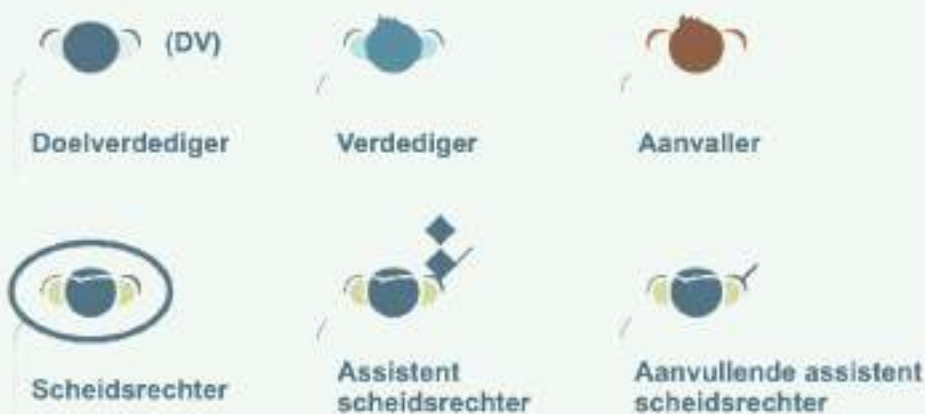 (DV)
Doelverdediger
Verdediger
Aanvaller
Scheidsrechter
Assistent
scheidsrechter
Aanvullende assistent
scheidsrechter